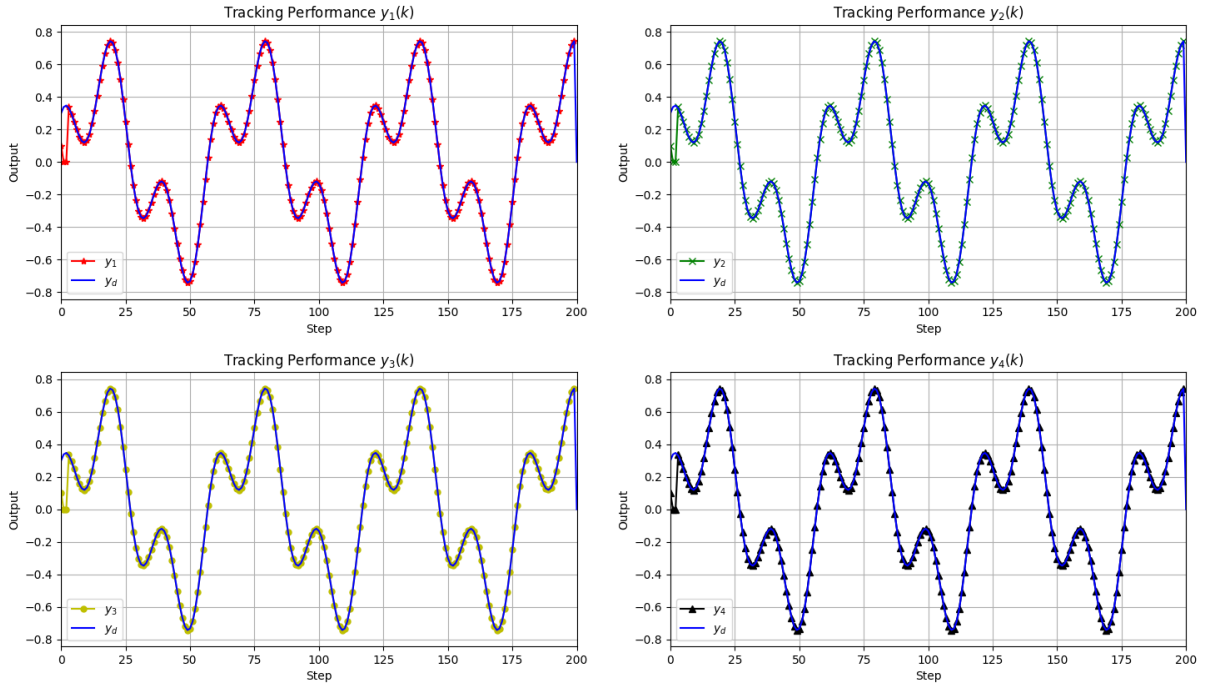 Tracking Performance y₁(k)
0.8
0.6
0.4
0.2
0.0
−0.2
−0.4
−0.6
−0.8
Output
y₁
y_d
0 25 50 75 100 125 150 175 200
Step
Tracking Performance y₂(k)
0.8
0.6
0.4
0.2
0.0
−0.2
−0.4
−0.6
−0.8
Output
y₂
y_d
0 25 50 75 100 125 150 175 200
Step
Tracking Performance y₃(k)
0.8
0.6
0.4
0.2
0.0
−0.2
−0.4
−0.6
−0.8
Output
y₃
y_d
0 25 50 75 100 125 150 175 200
Step
Tracking Performance y₄(k)
0.8
0.6
0.4
0.2
0.0
−0.2
−0.4
−0.6
−0.8
Output
y₄
y_d
0 25 50 75 100 125 150 175 200
Step